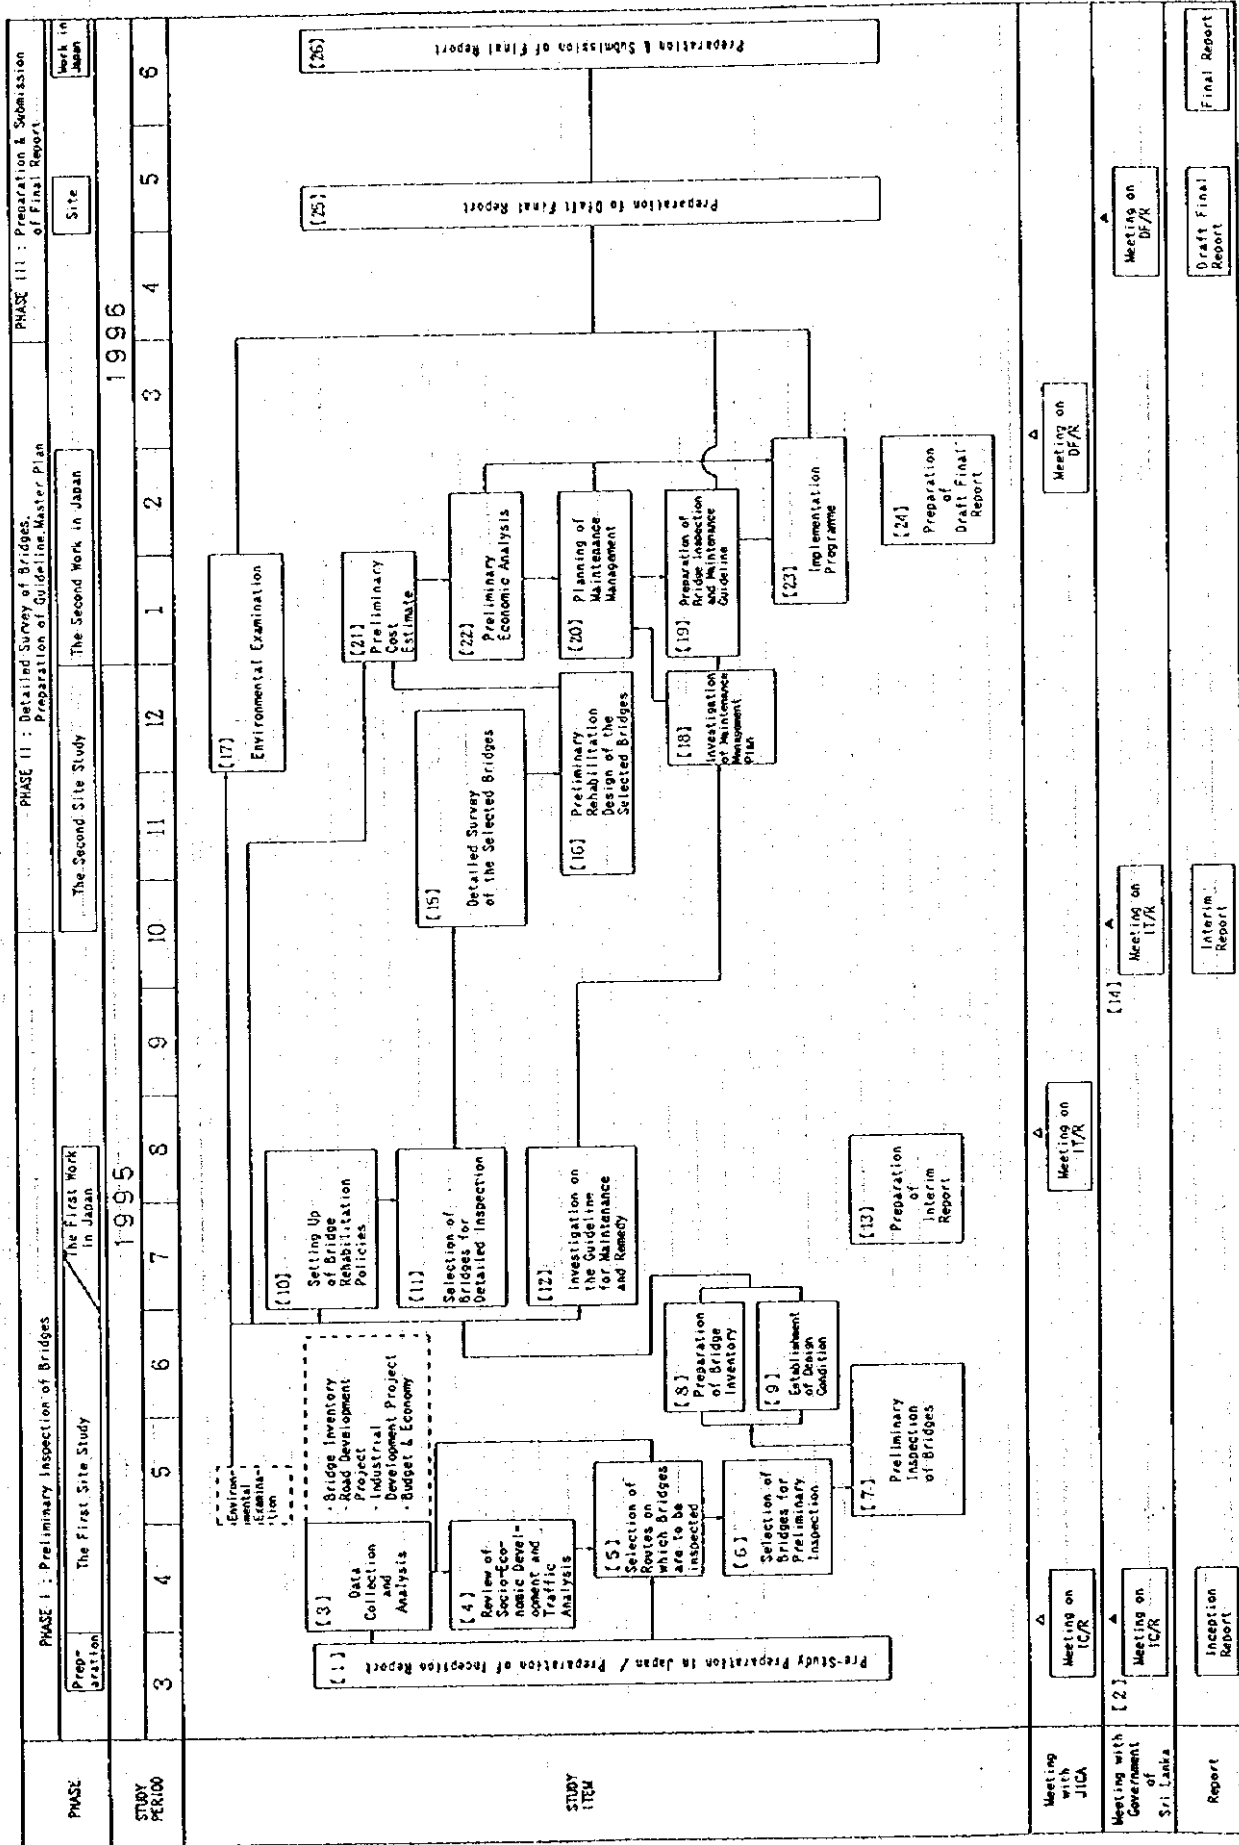 PHASE
PHASE I : Preliminary Inspection of Bridges
PHASE II : Detailed Survey of Bridges.
Preparation of Guideline.Master Plan
PHASE III : Preparation & Submission
of Final Report
Prep-
aration
The First Site Study
The First Work
in Japan
The Second Site Study
The Second Work in Japan
Site
Work in
Japan
STUDY
PERIOD
1995
1996
3
4
5
6
7
8
9
10
11
12
1
2
3
4
5
6
STUDY
ITEM
[1]
Pre-Study Preparation in Japan / Preparation of Inception Report
[3]
Data
Collection
and
Analysis
· Bridge Inventory
· Road Development
Project
· Industrial
Development Project
· Budget & Economy
Environ-
mental
Examina-
tion
[4]
Review of
Socio-Eco-
nomic Devel-
opment and
Traffic
Analysis
[5]
Selection of
Routes on
which Bridges
are to be
inspected
[6]
Selection of
Bridges for
Preliminary
Inspection
[7]
Preliminary
Inspection
of Bridges
[8]
Preparation
of Bridge
Inventory
[9]
Establishment
of Design
Condition
[10]
Setting Up
of Bridge
Rehabilitation
Policies
[11]
Selection of
Bridges for
Detailed Inspection
[12]
Investigation on
the Guideline
for Maintenance
and Remedy
[13]
Preparation
of
Interim
Report
[15]
Detailed Survey
of the Selected Bridges
[16] Preliminary
Rehabilitation
Design of the
Selected Bridges
[17]
Environmental Examination
[18]
Investigation
of Maintenance
Management
Plan
[21]
Preliminary
Cost
Estimate
[22]
Preliminary
Economic Analysis
[20] Planning of
Maintenance
Management
[19]
Preparation of
Bridge Inspection
and Maintenance
Guideline
[23]
Implementation
Programme
[24]
Preparation
of
Draft Final
Report
[25]
Preparation to Dfaft Final Report
[26]
Preparation & Submission of Final Report
Meeting
with
JICA
Meeting on
IC/R
Meeting on
IT/R
Meeting on
DF/R
Meeting with
Government
of
Sri Lanka
[2]
Meeting on
IC/R
[14]
Meeting on
IT/R
Meeting on
DF/R
Report
Inception
Report
Interim
Report
Draft Final
Report
Final Report